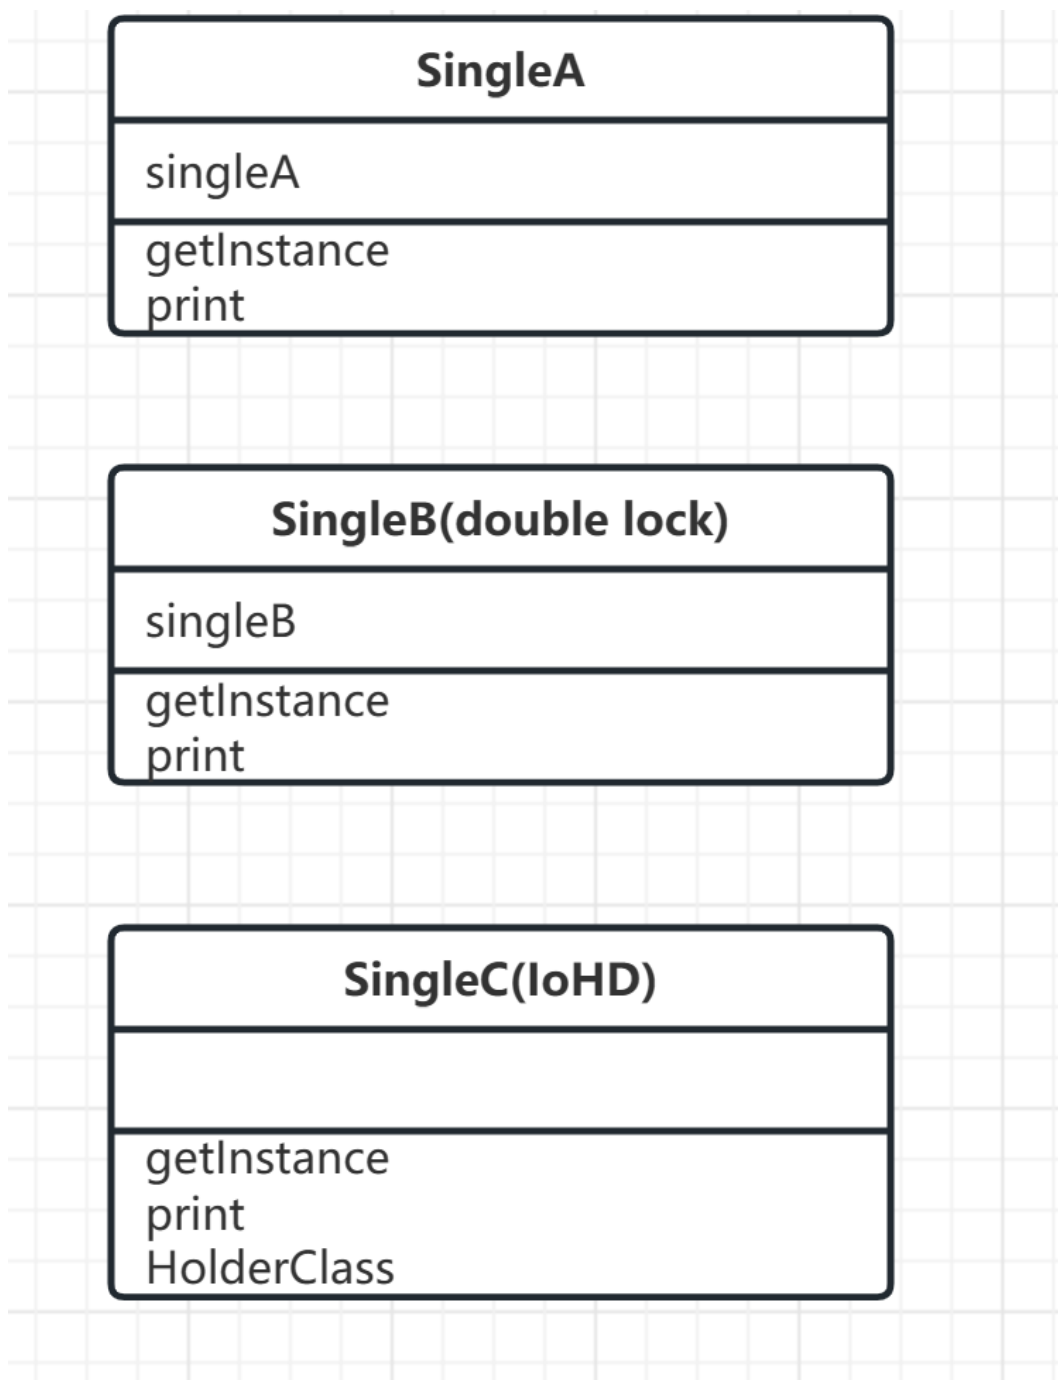 SingleA
singleA
getInstance
print
SingleB(double lock)
singleB
getInstance
print
SingleC(IoHD)
getInstance
print
HolderClass